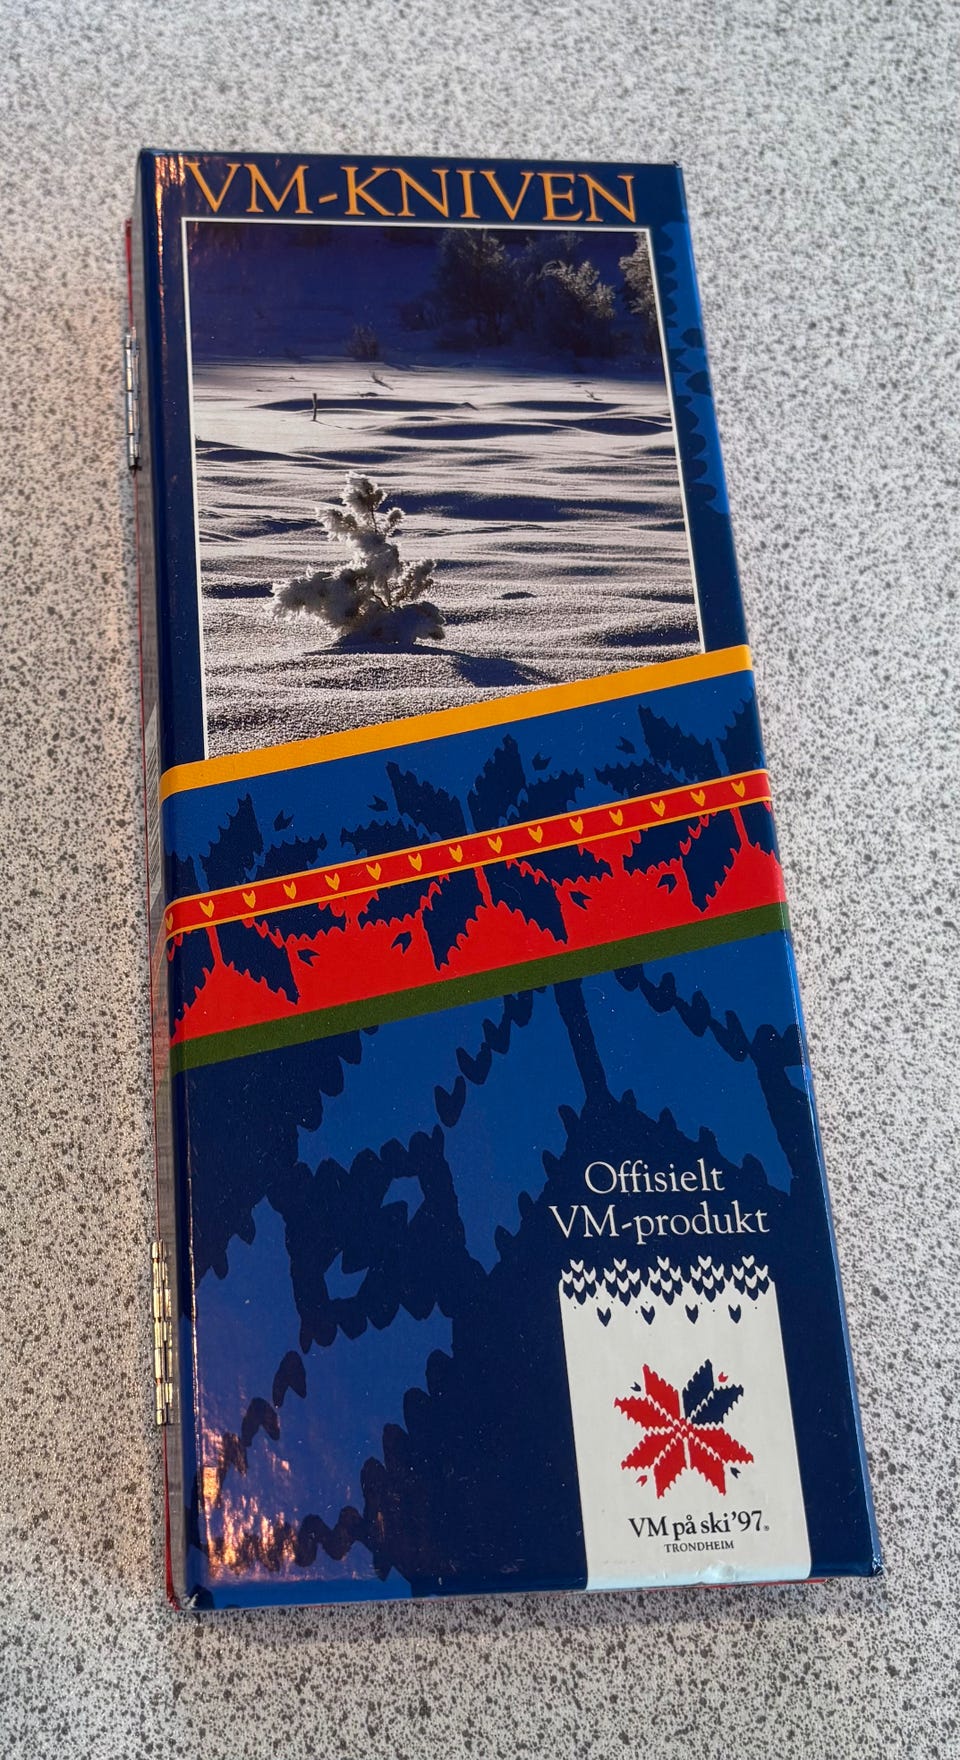 VM-KNIVEN
Offisielt
VM-produkt
VM på ski’97®
TRONDHEIM